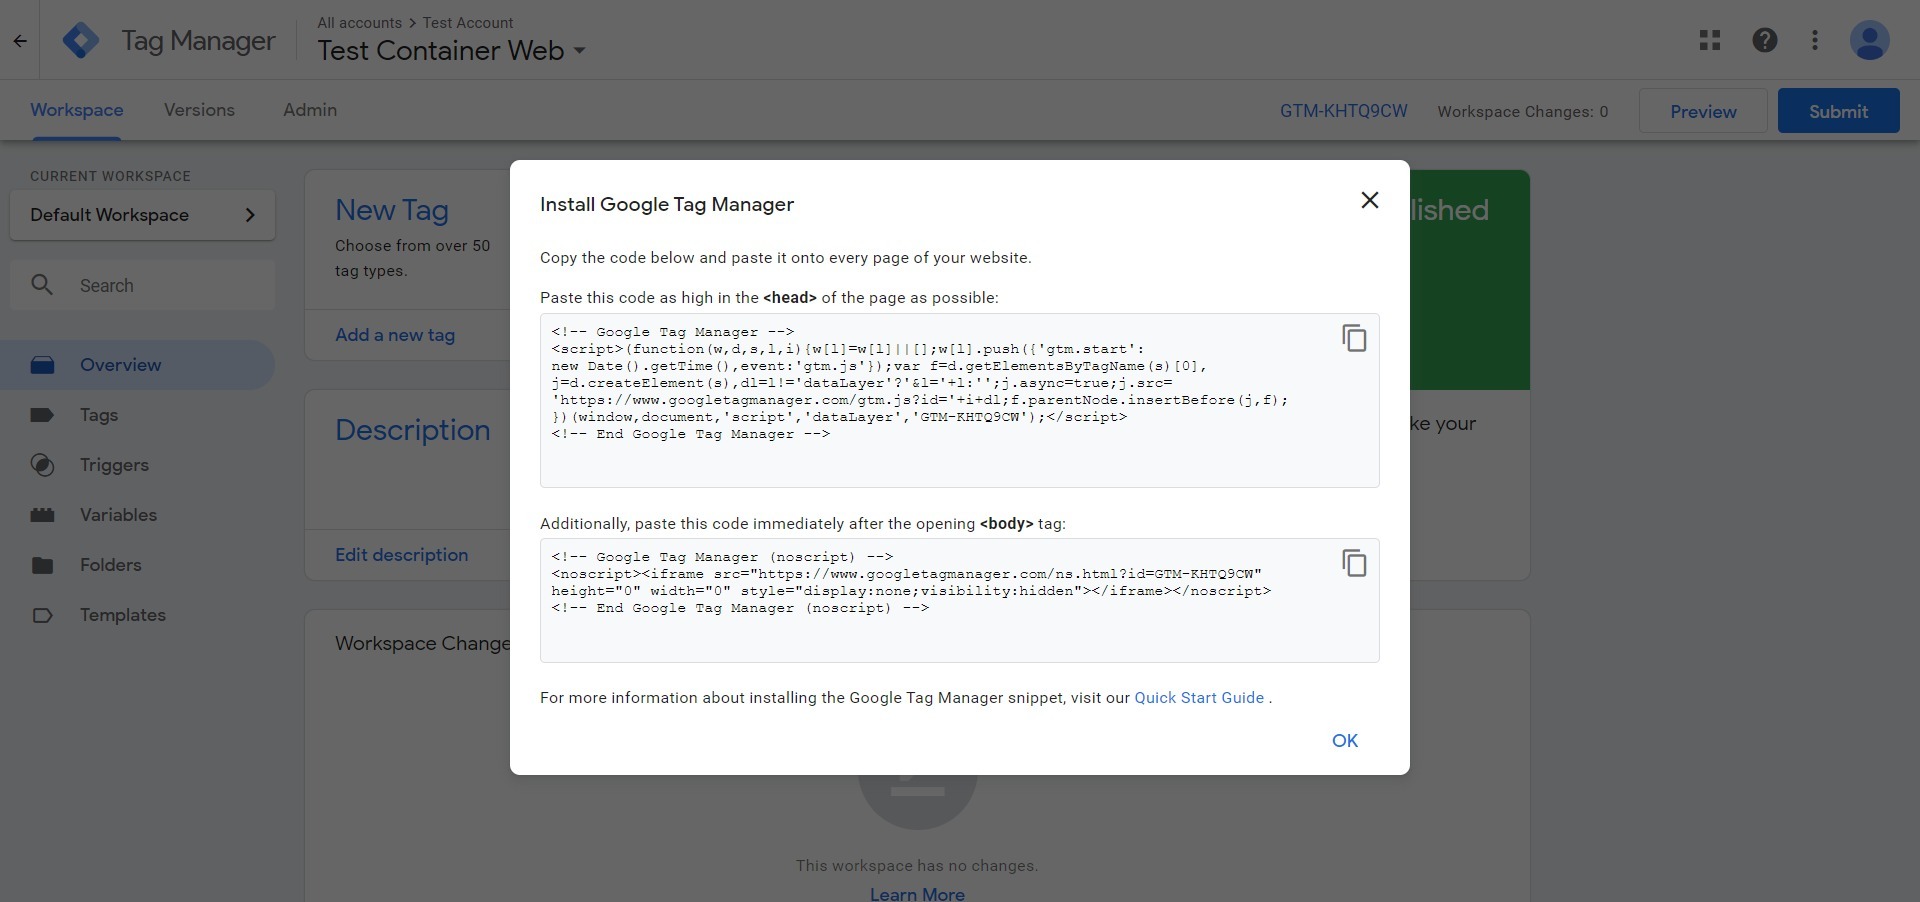 All accounts > Test Account
Tag Manager
Test Container Web
Workspace
Versions
Admin
GTM-KHTQ9CW
Workspace Changes: 0
Preview
Submit
CURRENT WORKSPACE
Default Workspace
Search
Overview
Tags
Triggers
Variables
Folders
Templates
New Tag
Choose from over 50
tag types.
Add a new tag
Description
Edit description
Workspace Change
lished
ke your
Install Google Tag Manager
Copy the code below and paste it onto every page of your website.
Paste this code as high in the <head> of the page as possible:
<!-- Google Tag Manager -->
<script>(function(w,d,s,l,i){w[l]=w[l]||[];w[l].push({'gtm.start':
new Date().getTime(),event:'gtm.js'});var f=d.getElementsByTagName(s)[0],
j=d.createElement(s),dl=l!='dataLayer'?'&l='+l:'';j.async=true;j.src=
'https://www.googletagmanager.com/gtm.js?id='+i+dl;f.parentNode.insertBefore(j,f);
})(window,document,'script','dataLayer','GTM-KHTQ9CW');</script>
<!-- End Google Tag Manager -->
Additionally, paste this code immediately after the opening <body> tag:
<!-- Google Tag Manager (noscript) -->
<noscript><iframe src="https://www.googletagmanager.com/ns.html?id=GTM-KHTQ9CW"
height="0" width="0" style="display:none;visibility:hidden"></iframe></noscript>
<!-- End Google Tag Manager (noscript) -->
For more information about installing the Google Tag Manager snippet, visit our Quick Start Guide .
OK
This workspace has no changes.
Learn More